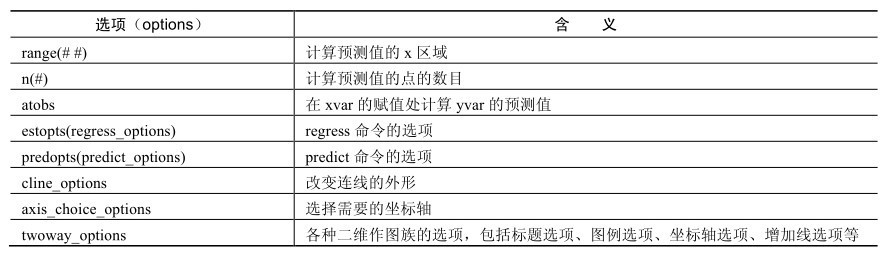 选项（options） 含 义
range(# #) 计算预测值的 x 区域
n(#) 计算预测值的点的数目
atobs 在 xvar 的赋值处计算 yvar 的预测值
estopts(regress_options) regress 命令的选项
predopts(predict_options) predict 命令的选项
cline_options 改变连线的外形
axis_choice_options 选择需要的坐标轴
twoway_options 各种二维作图族的选项，包括标题选项、图例选项、坐标轴选项、增加线选项等